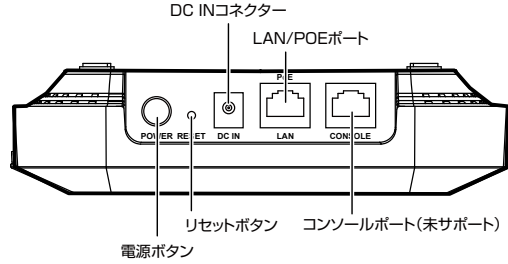 DC INコネクター
LAN/POEポート
PoE
POWER RESET DC IN LAN CONSOLE
リセットボタン
コンソールポート(未サポート)
電源ボタン